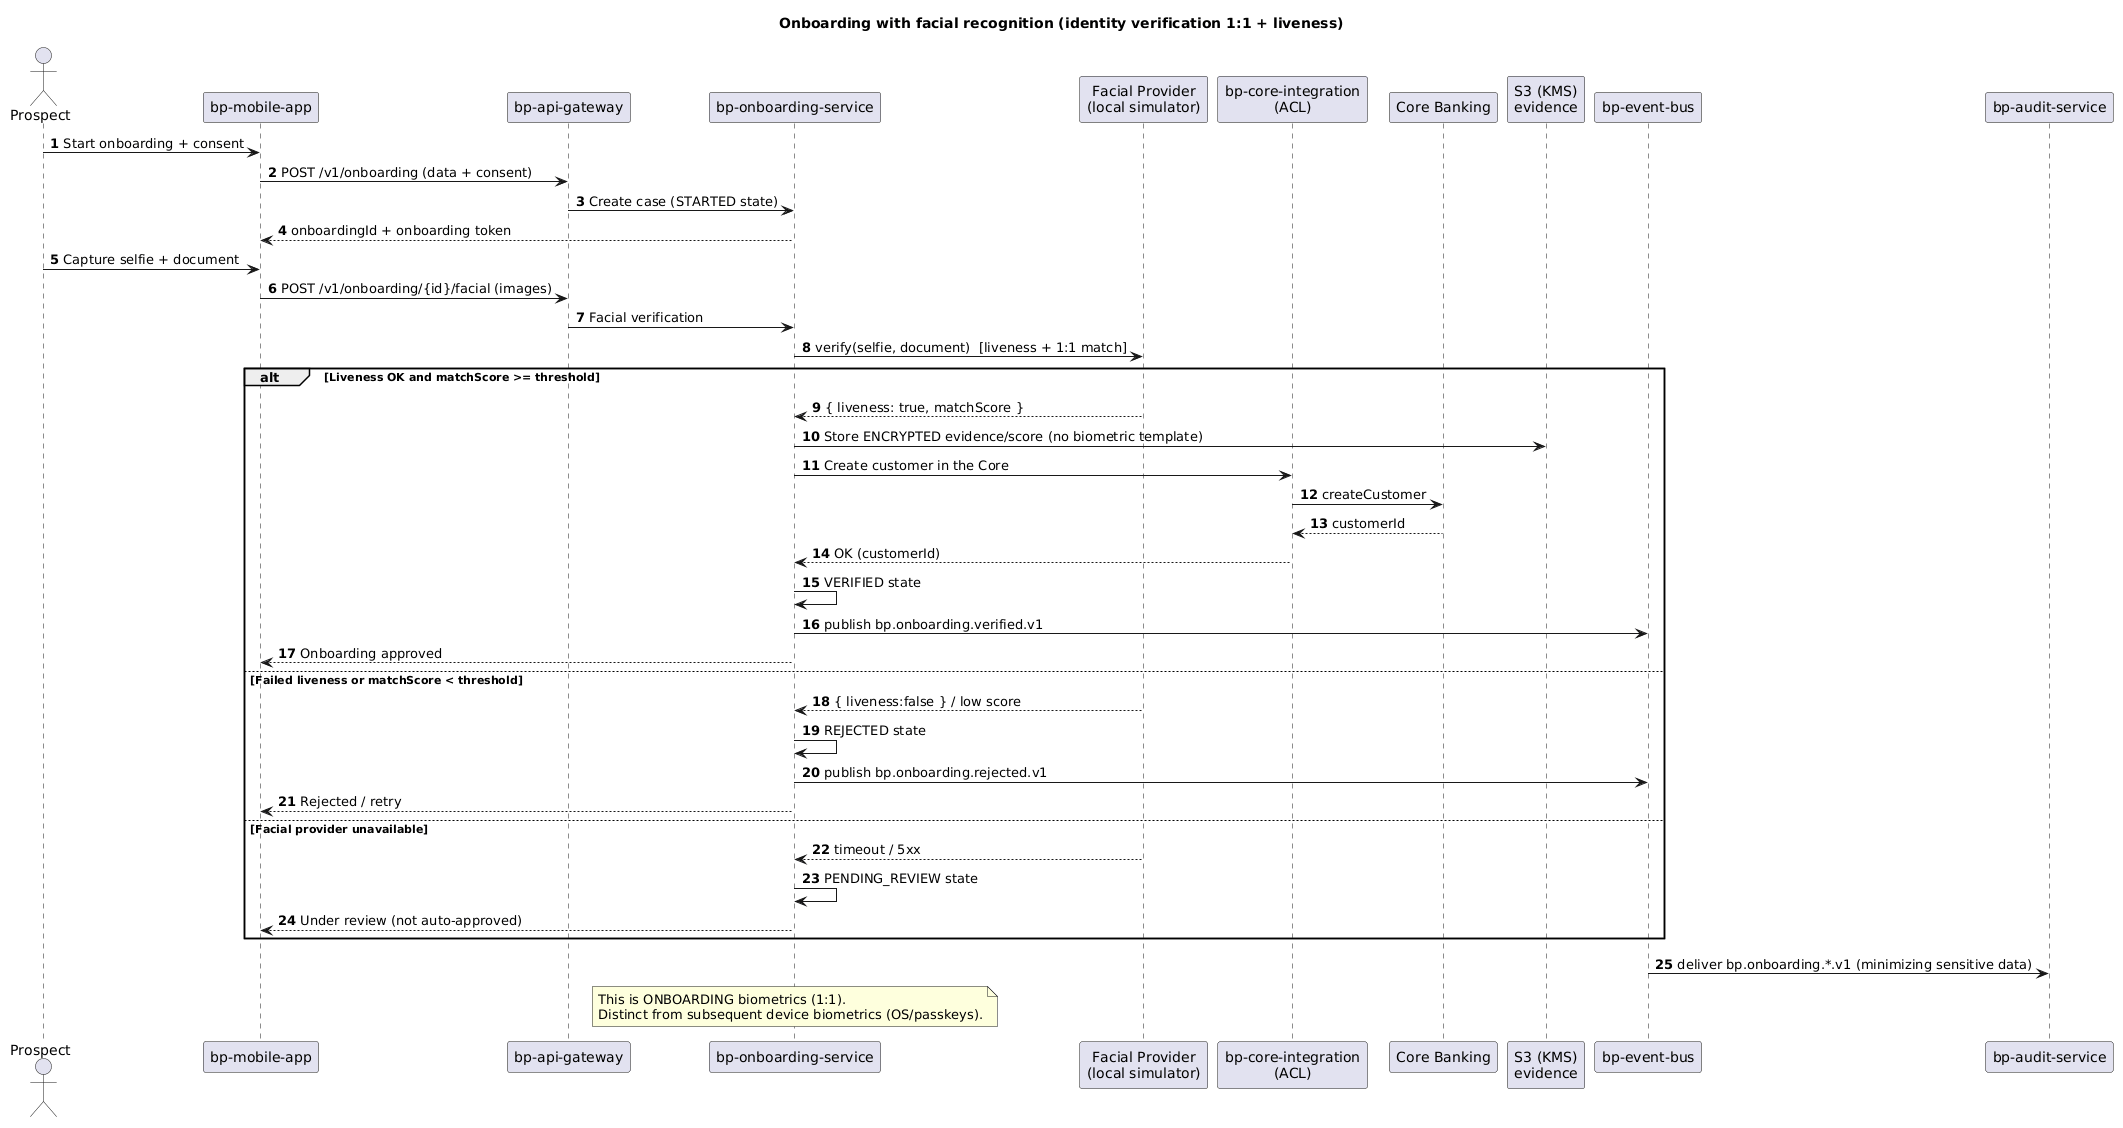 Onboarding with facial recognition (identity verification 1:1 + liveness)
Prospect
bp-mobile-app
bp-api-gateway
bp-onboarding-service
Facial Provider
(local simulator)
bp-core-integration
(ACL)
Core Banking
S3 (KMS)
evidence
bp-event-bus
bp-audit-service
1 Start onboarding + consent
2 POST /v1/onboarding (data + consent)
3 Create case (STARTED state)
4 onboardingId + onboarding token
5 Capture selfie + document
6 POST /v1/onboarding/{id}/facial (images)
7 Facial verification
8 verify(selfie, document)  [liveness + 1:1 match]
alt [Liveness OK and matchScore >= threshold]
9 { liveness: true, matchScore }
10 Store ENCRYPTED evidence/score (no biometric template)
11 Create customer in the Core
12 createCustomer
13 customerId
14 OK (customerId)
15 VERIFIED state
16 publish bp.onboarding.verified.v1
17 Onboarding approved
[Failed liveness or matchScore < threshold]
18 { liveness:false } / low score
19 REJECTED state
20 publish bp.onboarding.rejected.v1
21 Rejected / retry
[Facial provider unavailable]
22 timeout / 5xx
23 PENDING_REVIEW state
24 Under review (not auto-approved)
25 deliver bp.onboarding.*.v1 (minimizing sensitive data)
This is ONBOARDING biometrics (1:1).
Distinct from subsequent device biometrics (OS/passkeys).
Prospect
bp-mobile-app
bp-api-gateway
bp-onboarding-service
Facial Provider
(local simulator)
bp-core-integration
(ACL)
Core Banking
S3 (KMS)
evidence
bp-event-bus
bp-audit-service